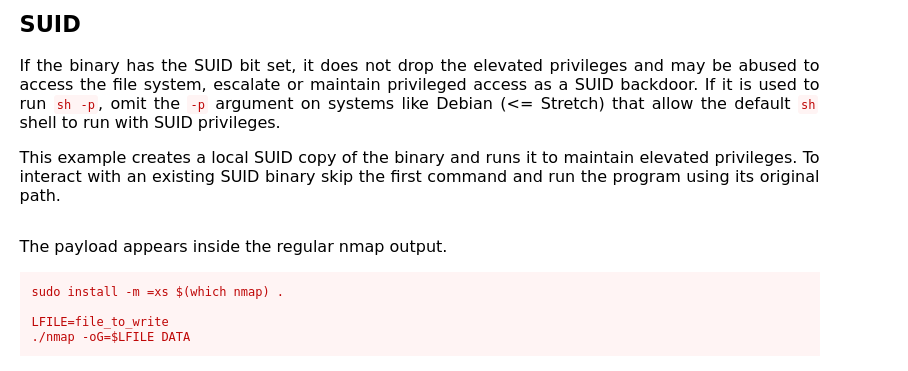 SUID
If the binary has the SUID bit set, it does not drop the elevated privileges and may be abused to
access the file system, escalate or maintain privileged access as a SUID backdoor. If it is used to
run sh -p, omit the -p argument on systems like Debian (<= Stretch) that allow the default sh
shell to run with SUID privileges.
This example creates a local SUID copy of the binary and runs it to maintain elevated privileges. To
interact with an existing SUID binary skip the first command and run the program using its original
path.
The payload appears inside the regular nmap output.
sudo install -m =xs $(which nmap) .
LFILE=file_to_write
./nmap -oG=$LFILE DATA